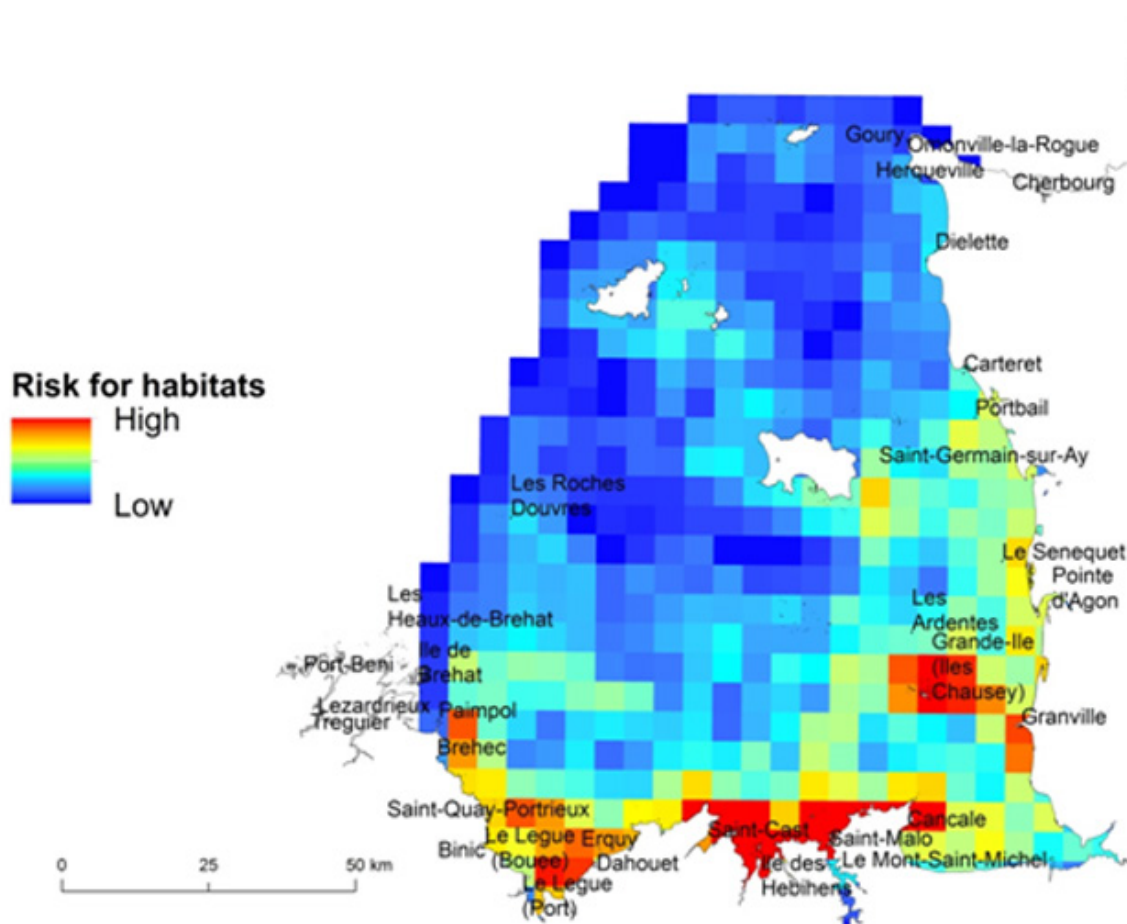 Goury
Omonville-la-Rogue
Herqueville
Cherbourg
Dielette
Carteret
Risk for habitats
High
Low
Portbail
Saint-Germain-sur-Ay
Les Roches
Douvres
Le Senequet
Pointe
d'Agon
Les
Heaux-de-Brehat
Les
Ardentes
Grande-Ile
(Iles
Chausey)
Ile de
Brehat
Port-Beni
Lezardrieux
Treguier
Paimpol
Granville
Brehec
Saint-Quay-Portrieux
Cancale
Saint-Cast
Saint-Malo
Le Legue
(Bouee)
Erquy
Binic
Dahouet
Ile des
Hebihens
Le Mont-Saint-Michel
Le Legue
(Port)
0 25 50 km